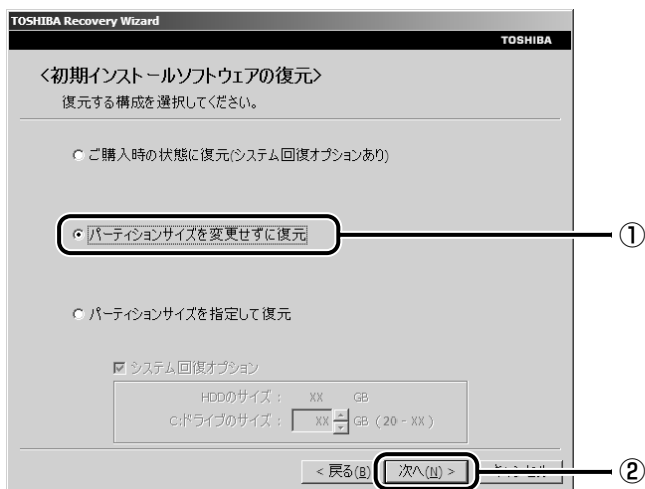 TOSHIBA Recovery Wizard
TOSHIBA
<初期インストールソフトウェアの復元>
復元する構成を選択してください。
ご購入時の状態に復元(システム回復オプションあり)
パーティションサイズを変更せずに復元
①
パーティションサイズを指定して復元
システム回復オプション
HDDのサイズ : XX GB
C:ドライブのサイズ : XX GB (20 - XX)
< 戻る(B) 次へ(N) >
②